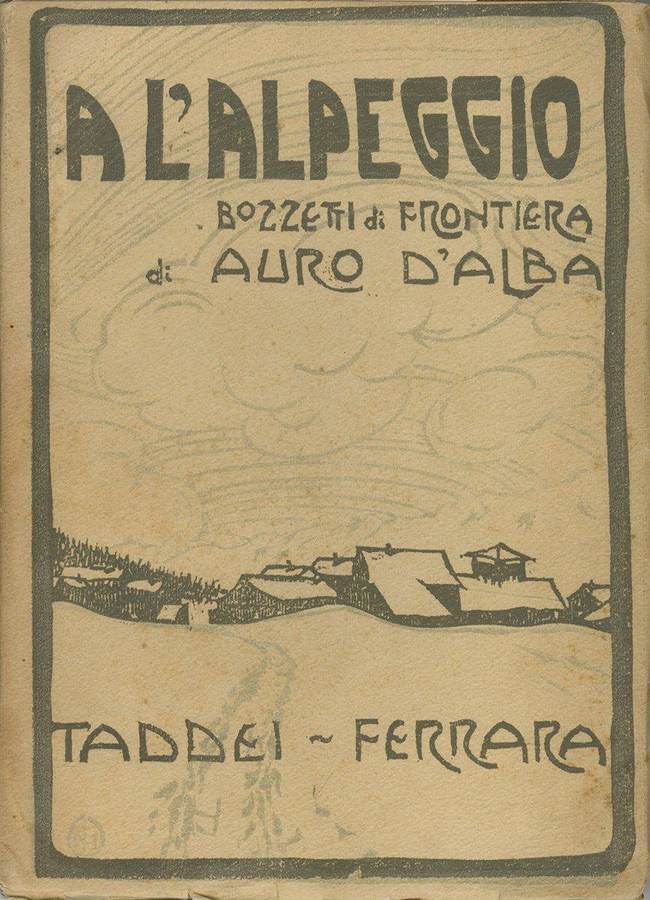 A L'ALPEGGIO
BOZZETTI di FRONTIERA
di AURO D'ALBA
TADDEI ~ FERRARA